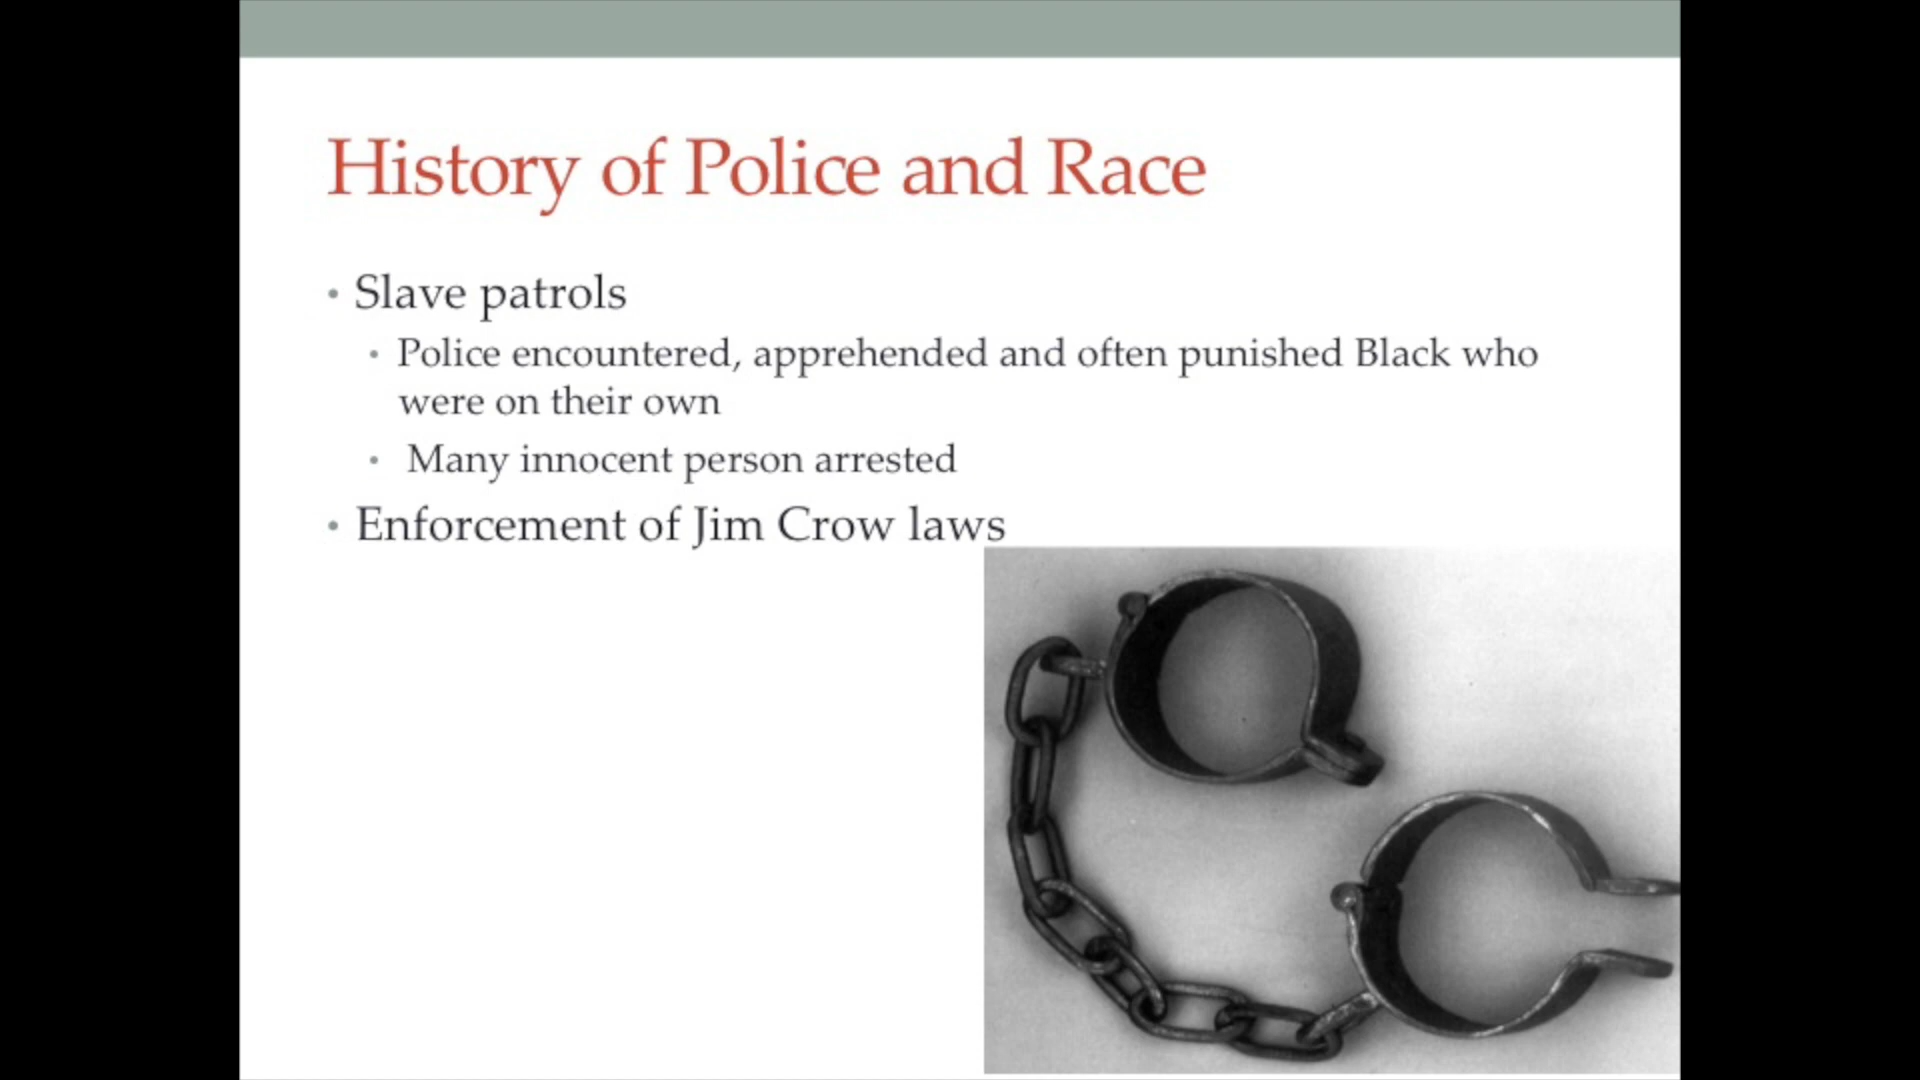 History of Police and Race
• Slave patrols
• Police encountered, apprehended and often punished Black who
were on their own
• Many innocent person arrested
• Enforcement of Jim Crow laws